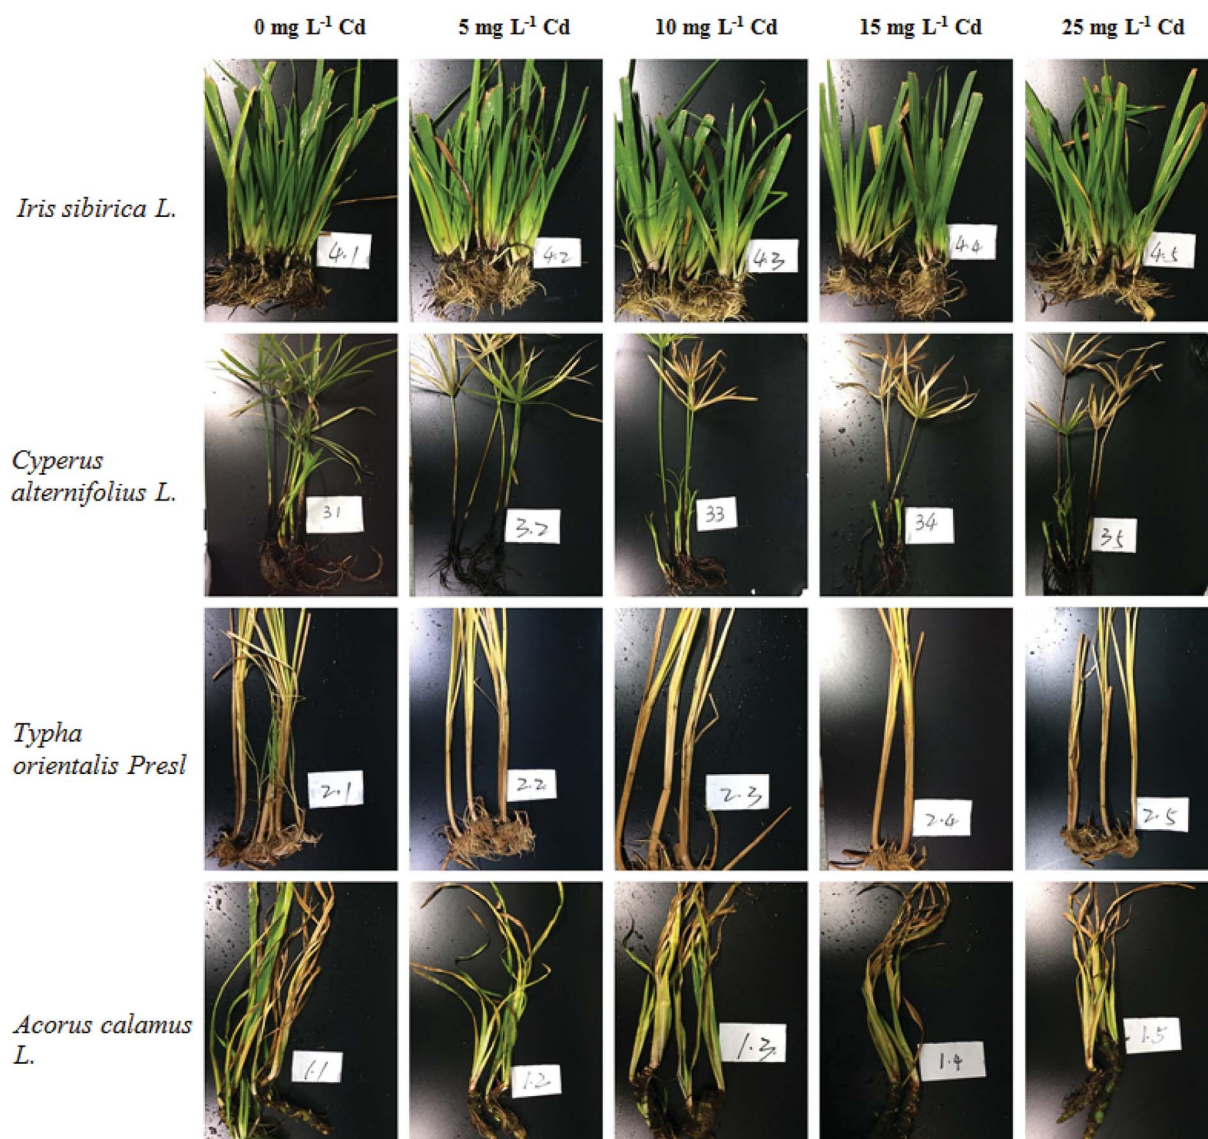 0 mg L⁻¹ Cd 5 mg L⁻¹ Cd 10 mg L⁻¹ Cd 15 mg L⁻¹ Cd 25 mg L⁻¹ Cd
Iris sibirica L.
4.1 4.2 4.3 4.4 4.5
Cyperus
alternifolius L.
31 3.2 33 34 35
Typha
orientalis Presl
2.1 2.2 2.3 2.4 2.5
Acorus calamus
L.
1.1 1.2 1.3 1.4 1.5